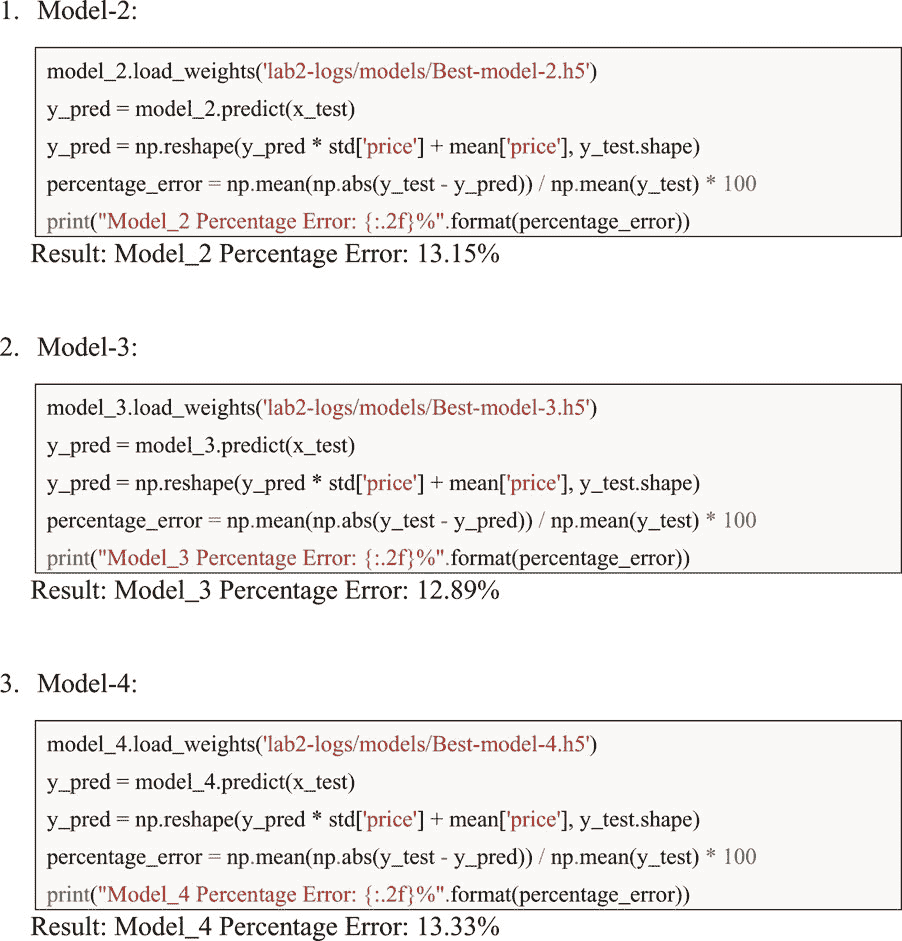 1. Model-2:
model_2.load_weights('lab2-logs/models/Best-model-2.h5')
y_pred = model_2.predict(x_test)
y_pred = np.reshape(y_pred * std['price'] + mean['price'], y_test.shape)
percentage_error = np.mean(np.abs(y_test - y_pred)) / np.mean(y_test) * 100
print("Model_2 Percentage Error: {:.2f}%".format(percentage_error))
Result: Model_2 Percentage Error: 13.15%
2. Model-3:
model_3.load_weights('lab2-logs/models/Best-model-3.h5')
y_pred = model_3.predict(x_test)
y_pred = np.reshape(y_pred * std['price'] + mean['price'], y_test.shape)
percentage_error = np.mean(np.abs(y_test - y_pred)) / np.mean(y_test) * 100
print("Model_3 Percentage Error: {:.2f}%".format(percentage_error))
Result: Model_3 Percentage Error: 12.89%
3. Model-4:
model_4.load_weights('lab2-logs/models/Best-model-4.h5')
y_pred = model_4.predict(x_test)
y_pred = np.reshape(y_pred * std['price'] + mean['price'], y_test.shape)
percentage_error = np.mean(np.abs(y_test - y_pred)) / np.mean(y_test) * 100
print("Model_4 Percentage Error: {:.2f}%".format(percentage_error))
Result: Model_4 Percentage Error: 13.33%